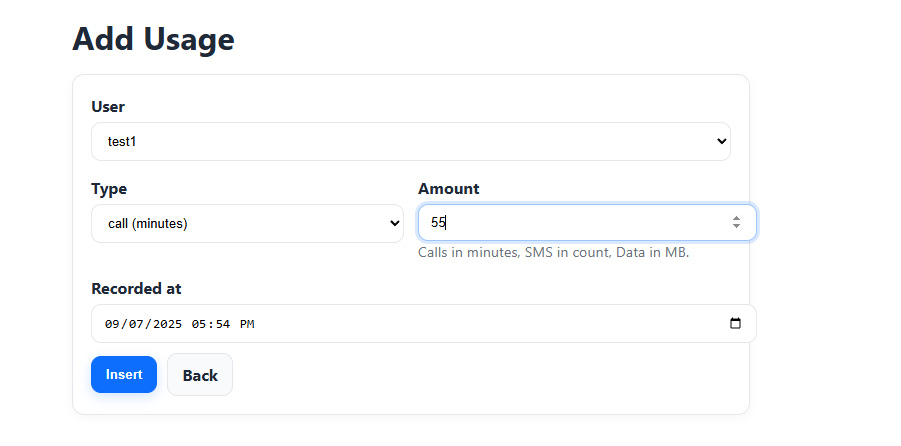 Add Usage
User
test1
Type Amount
call (minutes) 55
Calls in minutes, SMS in count, Data in MB.
Recorded at
09/07/2025 05:54 PM
Insert Back